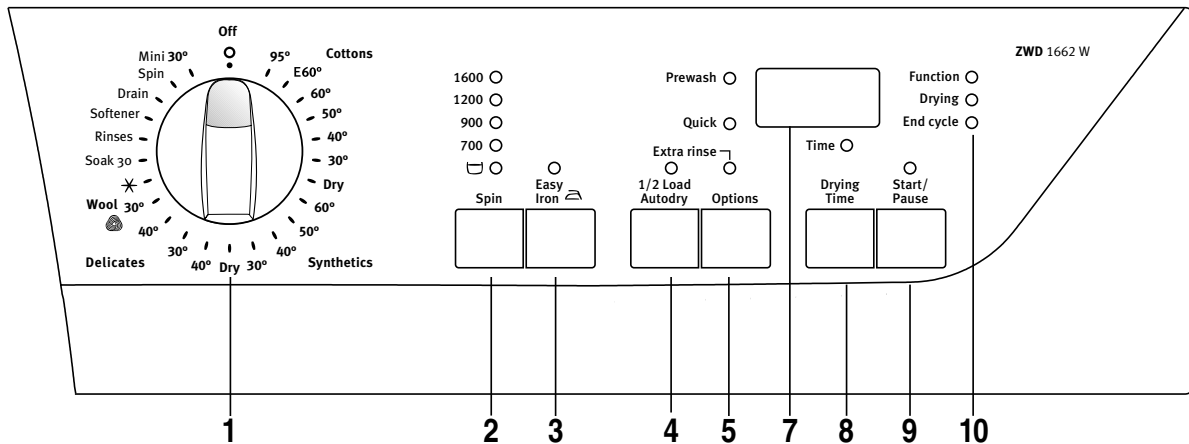 Off
Cottons
95°
E60°
60°
50°
40°
30°
Dry
60°
50°
40°
Synthetics
30°
Dry
40°
30°
Delicates
40°
30°
Wool
Soak 30
Rinses
Softener
Drain
Spin
Mini 30°
1600
1200
900
700
Spin
Easy
Iron
Prewash
Quick
Extra rinse
1/2 Load
Autodry
Options
Time
Drying
Time
Start/
Pause
ZWD 1662 W
Function
Drying
End cycle
1 2 3 4 5 7 8 9 10